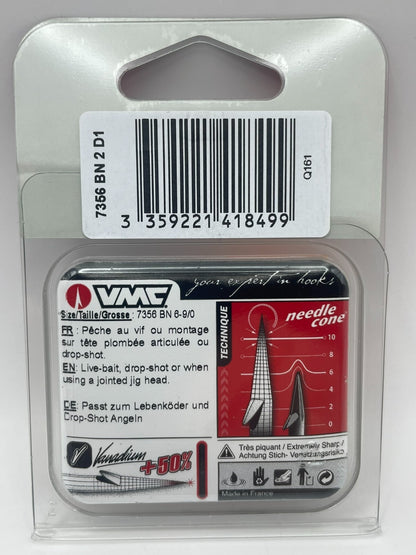 7356 BN 2 D1
Q161
3 359221 418499
VMC
your expert in hooks
Size/Taille/Grosse : 7356 BN 6-9/0
FR : Pêche au vif ou montage
sur tête plombée articulée ou
drop-shot.
EN: Live-bait, drop-shot or when
using a jointed jig head.
DE: Passt zum Lebenköder und
Drop-Shot Angeln
Vanadium
+50%
TECHNIQUE
needle
cone
10
8
6
4
2
0
Très piquant / Extremely Sharp /
Achtung Stich- Verletzungsrisiko
Made in France